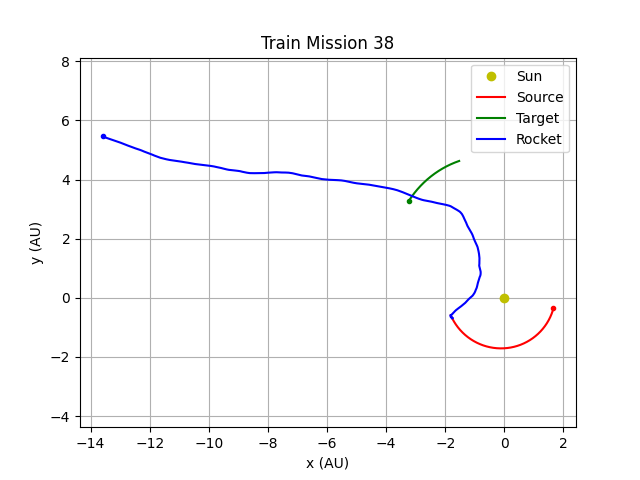 Train Mission 38
8
6
4
2
0
−2
−4
y (AU)
−14
−12
−10
−8
−6
−4
−2
0
2
x (AU)
Sun
Source
Target
Rocket